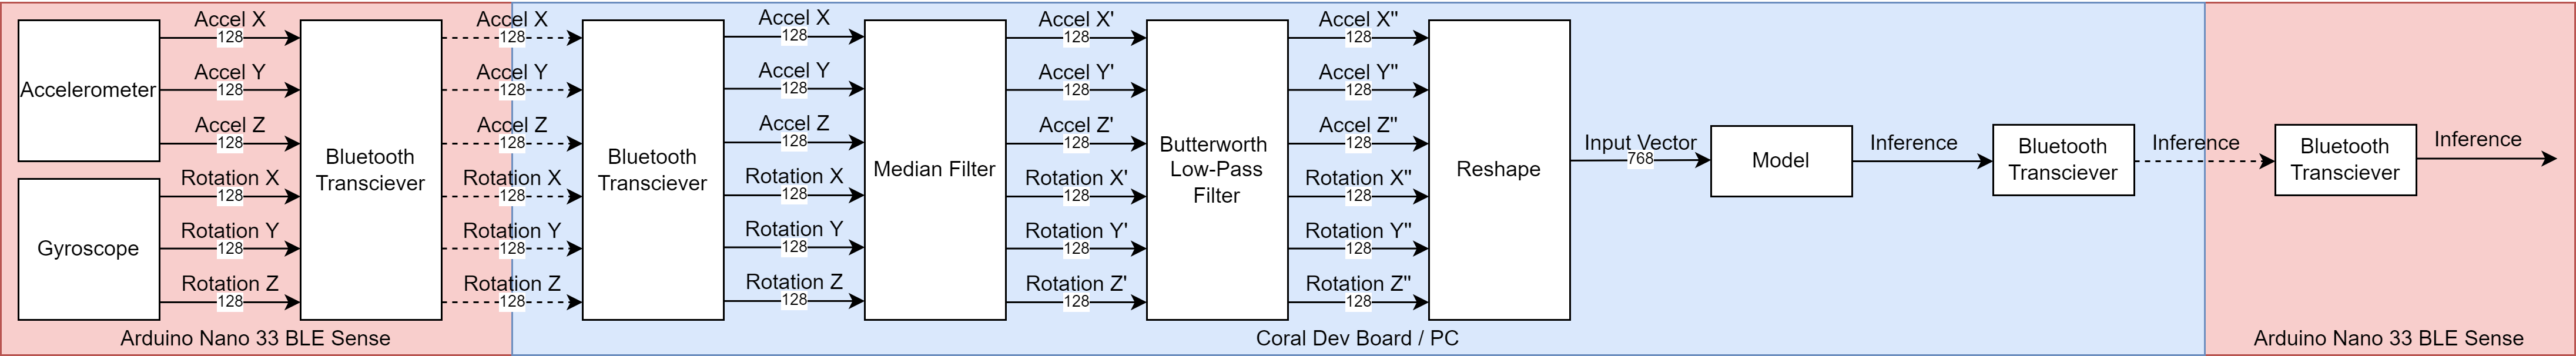 Accelerometer
Gyroscope
Accel X
128
Accel Y
128
Accel Z
128
Rotation X
128
Rotation Y
128
Rotation Z
128
Bluetooth
Transciever
Accel X
128
Accel Y
128
Accel Z
128
Rotation X
128
Rotation Y
128
Rotation Z
128
Bluetooth
Transciever
Accel X
128
Accel Y
128
Accel Z
128
Rotation X
128
Rotation Y
128
Rotation Z
128
Median Filter
Accel X'
128
Accel Y'
128
Accel Z'
128
Rotation X'
128
Rotation Y'
128
Rotation Z'
128
Butterworth
Low-Pass
Filter
Accel X"
128
Accel Y"
128
Accel Z"
128
Rotation X"
128
Rotation Y"
128
Rotation Z"
128
Reshape
Input Vector
768
Model
Inference
Bluetooth
Transciever
Inference
Bluetooth
Transciever
Inference
Arduino Nano 33 BLE Sense
Coral Dev Board / PC
Arduino Nano 33 BLE Sense